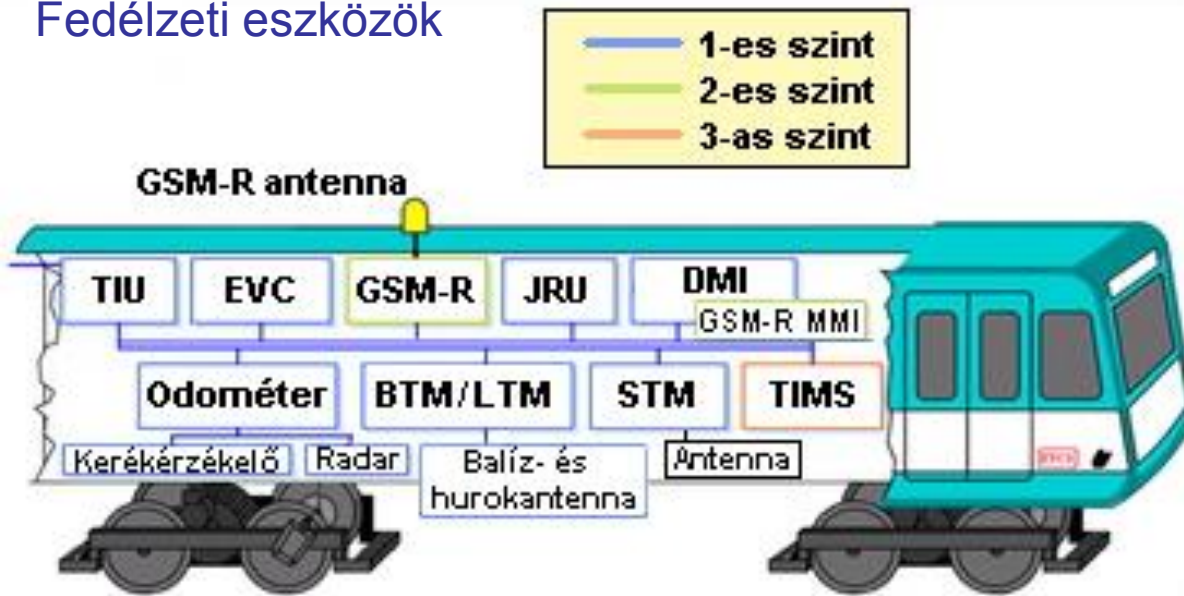 Fedélzeti eszközök
1-es szint
2-es szint
3-as szint
GSM-R antenna
TIU
EVC
GSM-R
JRU
DMI
GSM-R MMI
Odométer
BTM/LTM
STM
TIMS
Kerékérzékelő
Radar
Balíz- és
hurokantenna
Antenna